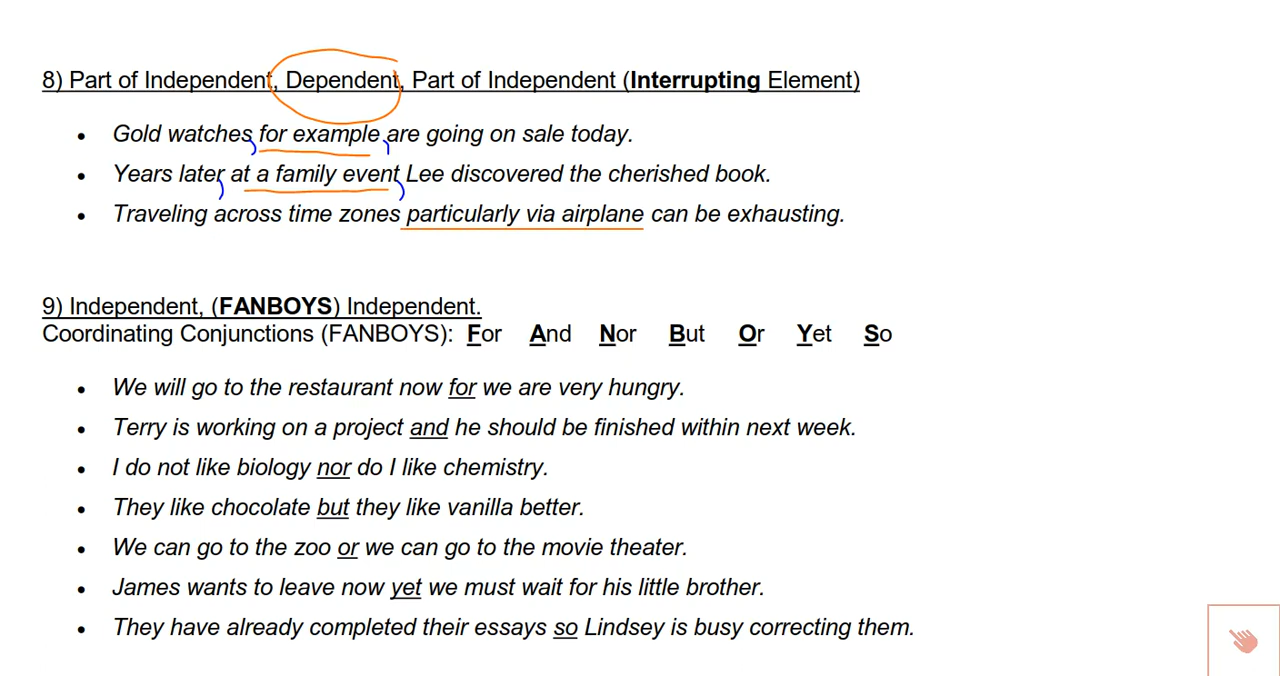 8) Part of Independent, Dependent, Part of Independent (Interrupting Element)
• Gold watches, for example, are going on sale today.
• Years later, at a family event, Lee discovered the cherished book.
• Traveling across time zones particularly via airplane can be exhausting.
9) Independent, (FANBOYS) Independent.
Coordinating Conjunctions (FANBOYS): For And Nor But Or Yet So
• We will go to the restaurant now for we are very hungry.
• Terry is working on a project and he should be finished within next week.
• I do not like biology nor do I like chemistry.
• They like chocolate but they like vanilla better.
• We can go to the zoo or we can go to the movie theater.
• James wants to leave now yet we must wait for his little brother.
• They have already completed their essays so Lindsey is busy correcting them.